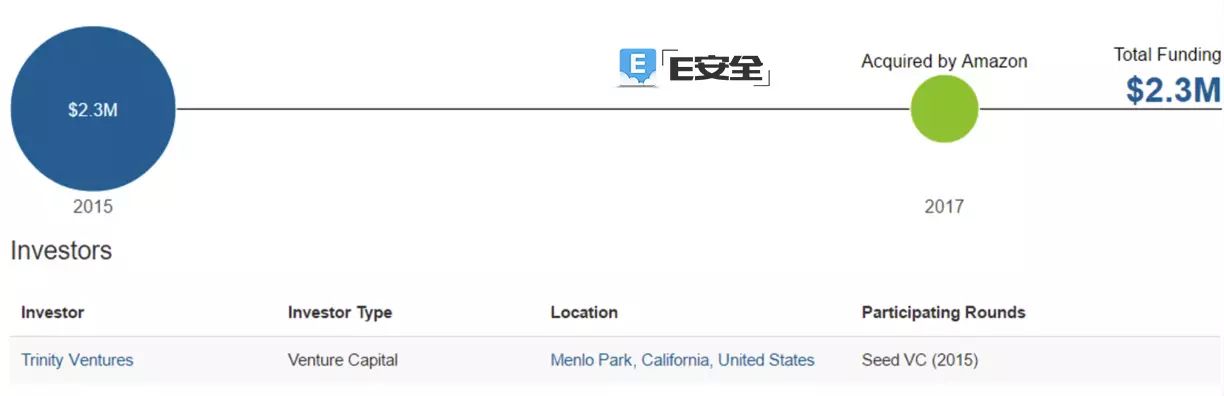 E
「E安全」
Acquired by Amazon
Total Funding
$2.3M
$2.3M
2015
2017
Investors
Investor Investor Type Location Participating Rounds
Trinity Ventures Venture Capital Menlo Park, California, United States Seed VC (2015)